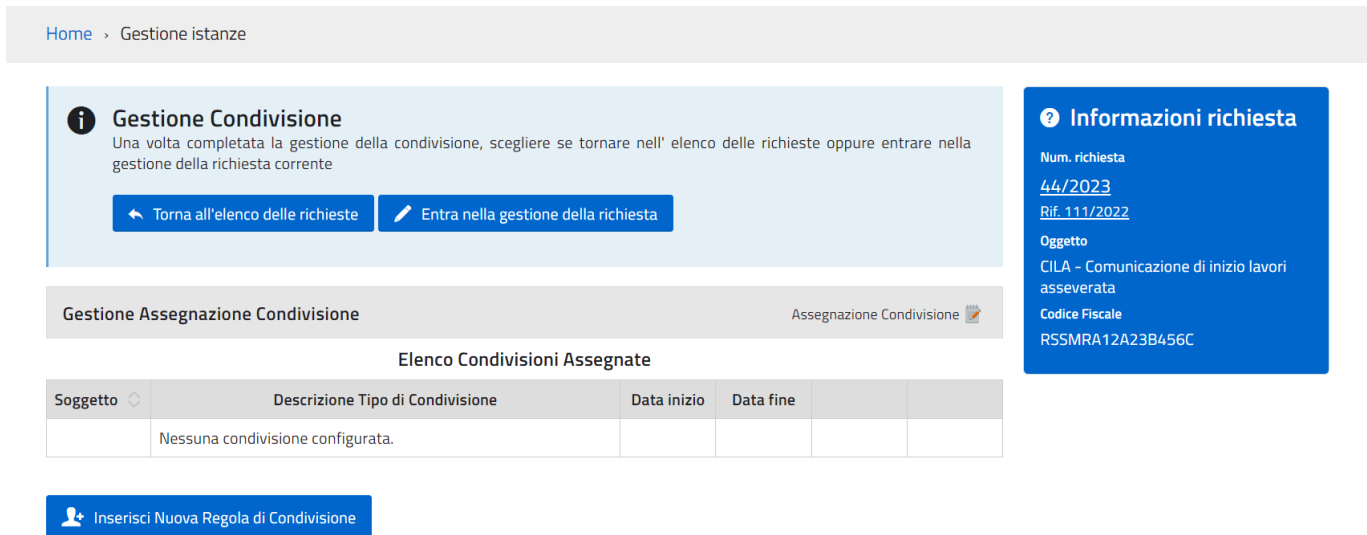 Home › Gestione istanze
Gestione Condivisione
Una volta completata la gestione della condivisione, scegliere se tornare nell' elenco delle richieste oppure entrare nella
gestione della richiesta corrente
Torna all'elenco delle richieste
Entra nella gestione della richiesta
Informazioni richiesta
Num. richiesta
44/2023
Rif. 111/2022
Oggetto
CILA - Comunicazione di inizio lavori
asseverata
Codice Fiscale
RSSMRA12A23B456C
Gestione Assegnazione Condivisione
Assegnazione Condivisione
Elenco Condivisioni Assegnate
Soggetto Descrizione Tipo di Condivisione Data inizio Data fine
Nessuna condivisione configurata.
Inserisci Nuova Regola di Condivisione